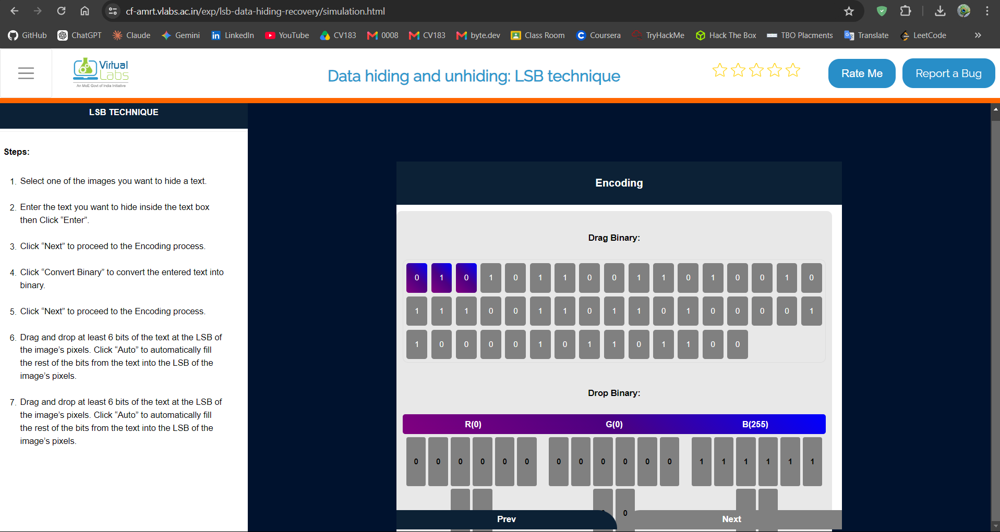 cf-amrt.vlabs.ac.in/exp/lsb-data-hiding-recovery/simulation.html
GitHub ChatGPT Claude Gemini LinkedIn YouTube CV183 0008 CV183 byte.dev Class Room Coursera TryHackMe Hack The Box TBO Placments Translate LeetCode »
Virtual
Labs
An MoE Govt of India Initiative
Data hiding and unhiding: LSB technique
Rate Me
Report a Bug
LSB TECHNIQUE
Steps:
1. Select one of the images you want to hide a text.
2. Enter the text you want to hide inside the text box
then Click “Enter”.
3. Click “Next” to proceed to the Encoding process.
4. Click “Convert Binary” to convert the entered text into
binary.
5. Click “Next” to proceed to the Encoding process.
6. Drag and drop at least 6 bits of the text at the LSB of
the image’s pixels. Click “Auto” to automatically fill
the rest of the bits from the text into the LSB of the
image’s pixels.
7. Drag and drop at least 6 bits of the text at the LSB of
the image’s pixels. Click “Auto” to automatically fill
the rest of the bits from the text into the LSB of the
image’s pixels.
Encoding
Drag Binary:
0 1 0 1 0 1 1 0 0 1 1 0 1 0 0 1 0
1 1 1 0 0 1 1 0 1 1 0 1 0 0 0 0 1
1 0 0 0 0 1 0 1 1 0 1 1 0 0
Drop Binary:
R(0) G(0) B(255)
0 0 0 0 0 0 0 0 0 0 0 0 1 1 1 1 1 1
0
Prev
Next